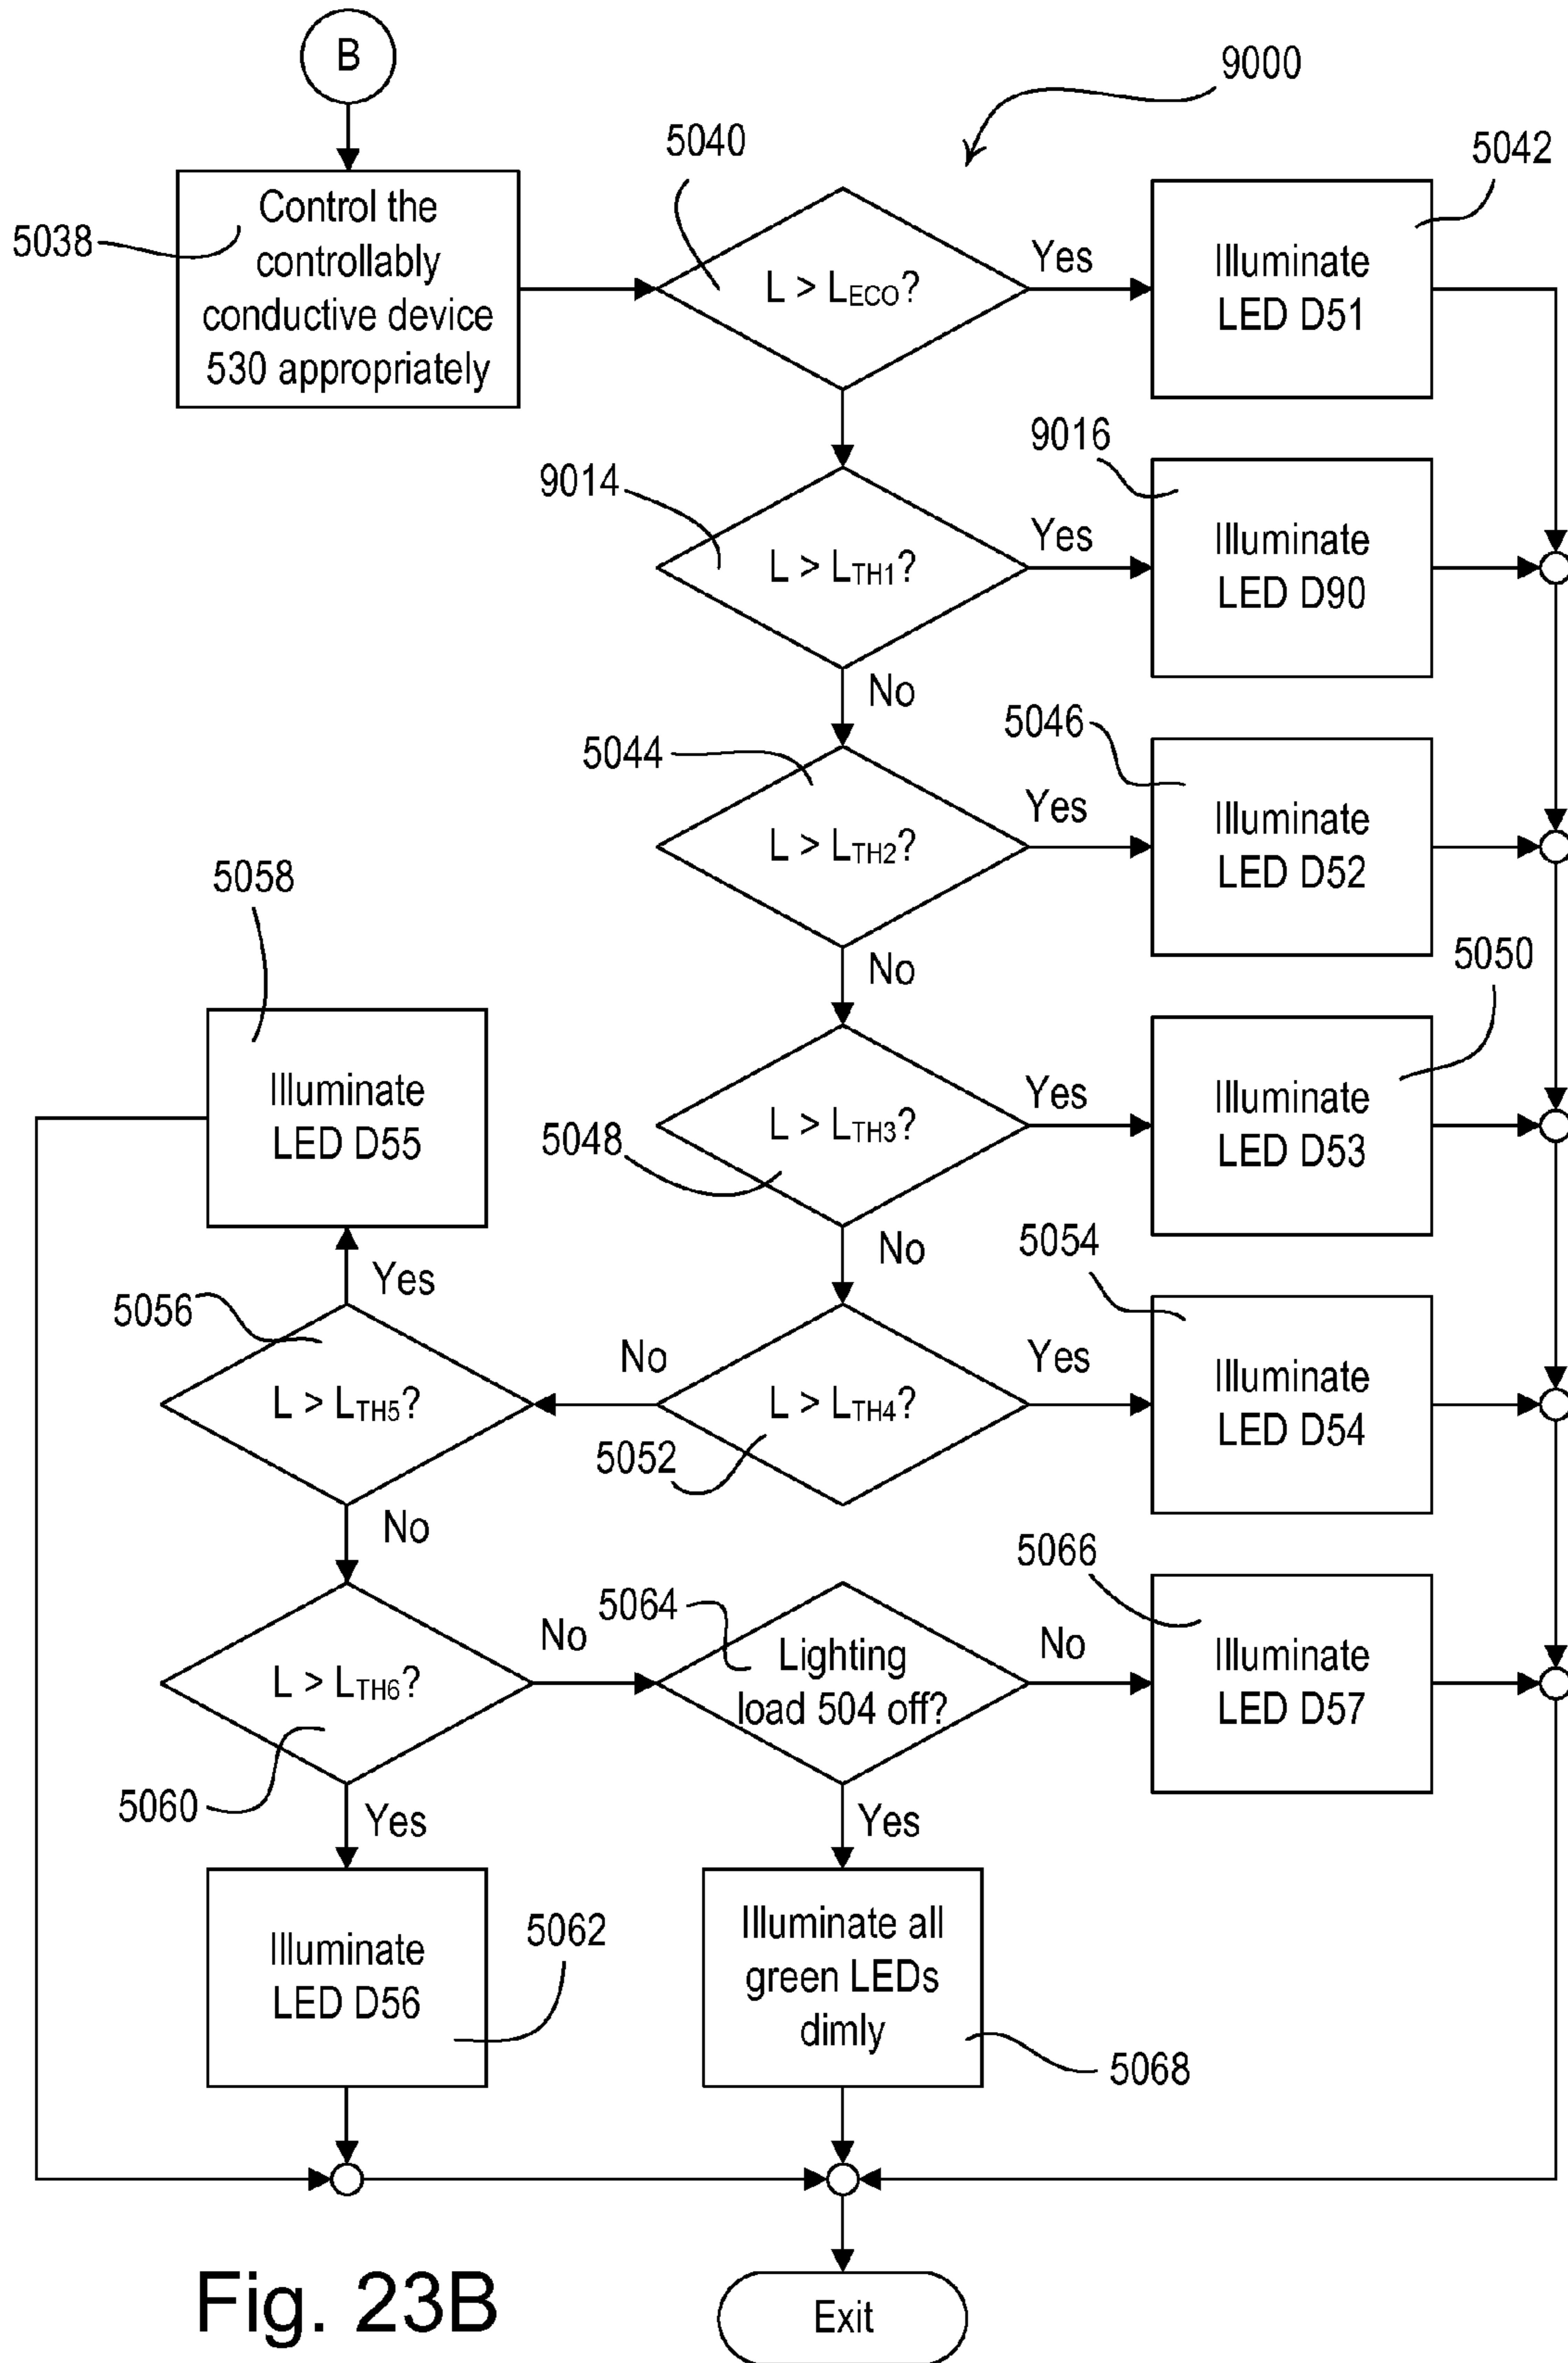 B
9000
5040
5042
5038
Control the
controllably
conductive device
530 appropriately
L > LECO?
Yes
Illuminate
LED D51
9014
9016
L > LTH1?
Yes
Illuminate
LED D90
No
5044
5046
L > LTH2?
Yes
Illuminate
LED D52
No
5058
5050
Illuminate
LED D55
5048
L > LTH3?
Yes
Illuminate
LED D53
No
5054
Yes
5056
L > LTH5?
No
L > LTH4?
5052
Yes
Illuminate
LED D54
No
5066
5064
L > LTH6?
No
Lighting
load 504 off?
No
Illuminate
LED D57
5060
Yes
Yes
Illuminate
LED D56
5062
Illuminate all
green LEDs
dimly
5068
Fig. 23B
Exit